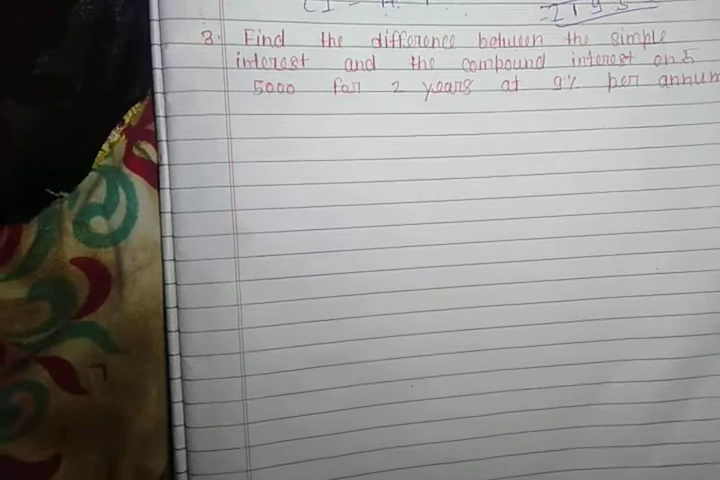 3. Find the difference between the simple
interest and the compound interest on
5000 for 2 years at 9% per annum